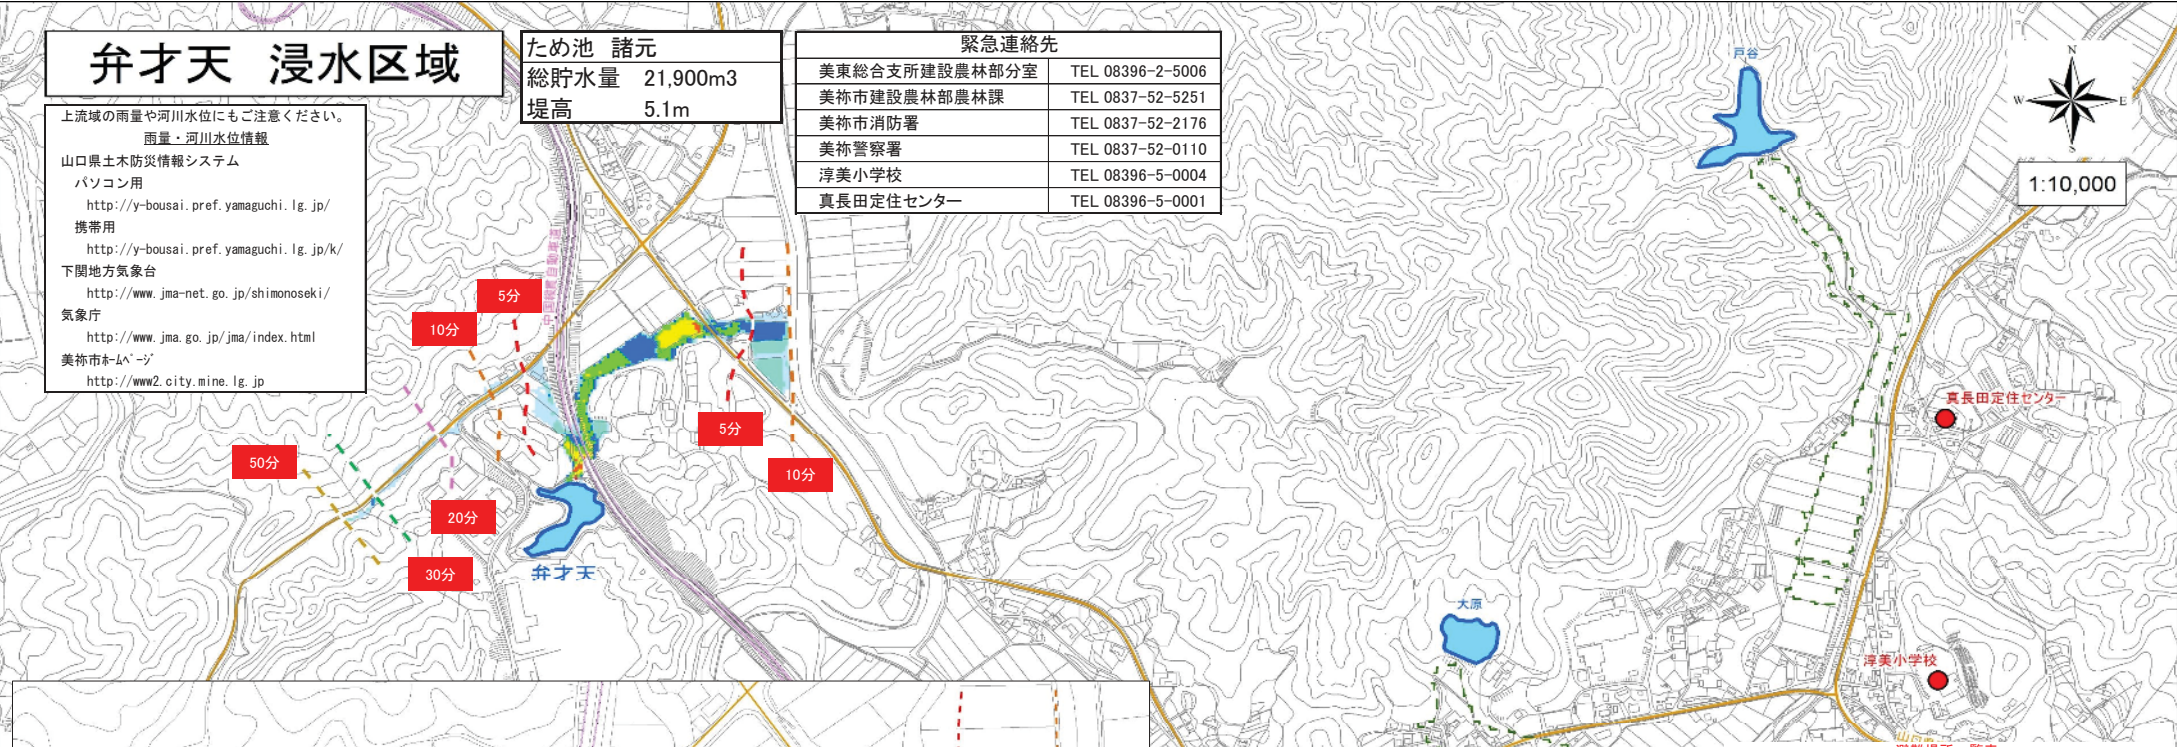 弁才天 浸水区域
ため池 諸元
総貯水量 21,900m3
堤高 5.1m
緊急連絡先
美東総合支所建設農林部分室 TEL 08396-2-5006
美祢市建設農林部農林課 TEL 0837-52-5251
美祢市消防署 TEL 0837-52-2176
美祢警察署 TEL 0837-52-0110
淳美小学校 TEL 08396-5-0004
真長田定住センター TEL 08396-5-0001
上流域の雨量や河川水位にもご注意ください。
雨量・河川水位情報
山口県土木防災情報システム
パソコン用
http://y-bousai.pref.yamaguchi.lg.jp/
携帯用
http://y-bousai.pref.yamaguchi.lg.jp/k/
下関地方気象台
http://www.jma-net.go.jp/shimonoseki/
気象庁
http://www.jma.go.jp/jma/index.html
美祢市ホームページ
http://www2.city.mine.lg.jp
戸谷
N
W E
S
1:10,000
中国縦貫自動車道
5分
10分
5分
10分
50分
20分
30分
弁才天
真長田定住センター
大原
淳美小学校